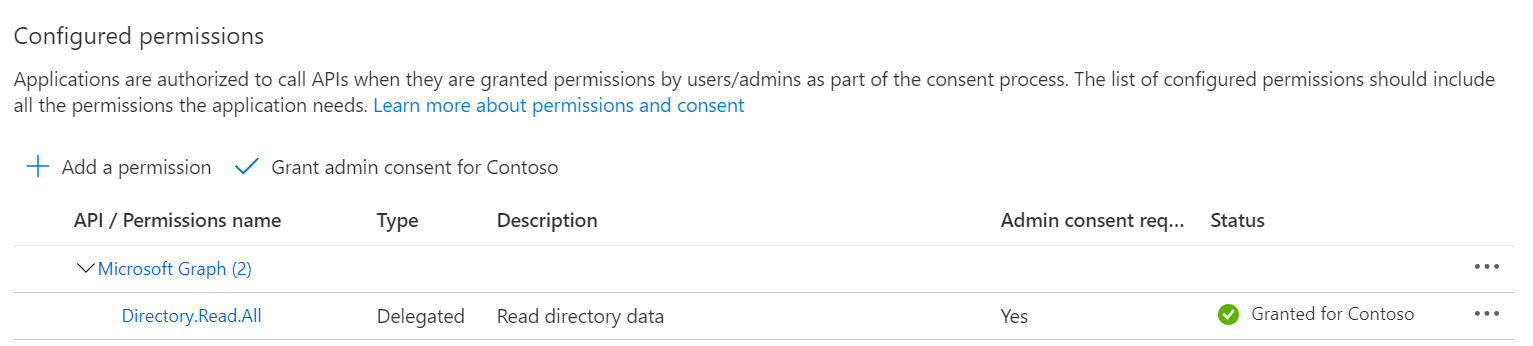 Configured permissions
Applications are authorized to call APIs when they are granted permissions by users/admins as part of the consent process. The list of configured permissions should include
all the permissions the application needs. Learn more about permissions and consent
Add a permission Grant admin consent for Contoso
API / Permissions name Type Description Admin consent req... Status
Microsoft Graph (2)
Directory.Read.All Delegated Read directory data Yes Granted for Contoso